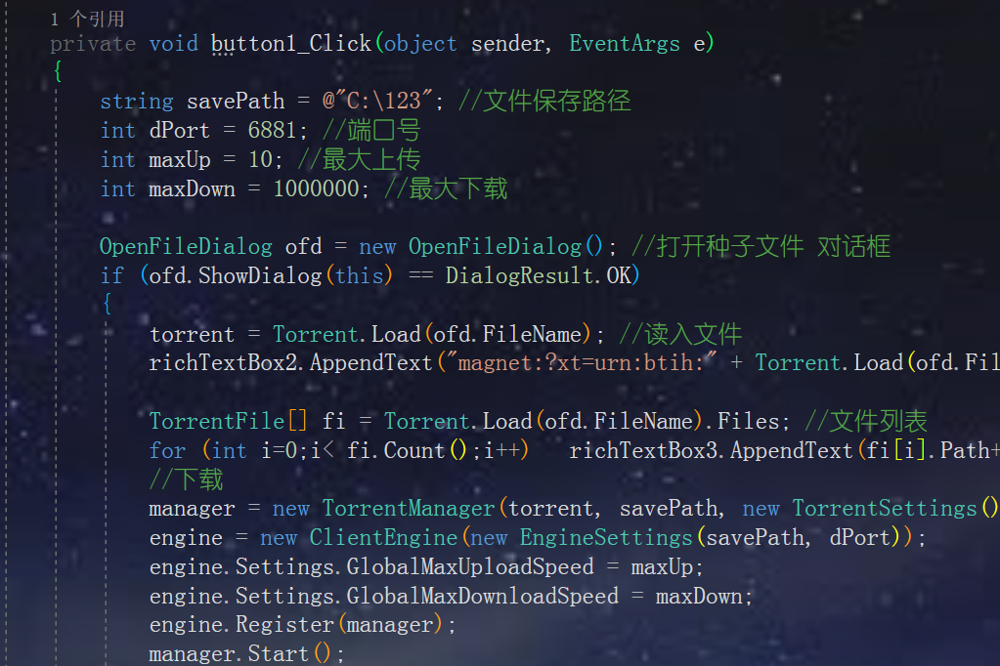 1 个引用
private void button1_Click(object sender, EventArgs e)
{
string savePath = @"C:\123"; //文件保存路径
int dPort = 6881; //端口号
int maxUp = 10; //最大上传
int maxDown = 1000000; //最大下载
OpenFileDialog ofd = new OpenFileDialog(); //打开种子文件 对话框
if (ofd.ShowDialog(this) == DialogResult.OK)
{
torrent = Torrent.Load(ofd.FileName); //读入文件
richTextBox2.AppendText("magnet:?xt=urn:btih:" + Torrent.Load(ofd.Fil
TorrentFile[] fi = Torrent.Load(ofd.FileName).Files; //文件列表
for (int i=0;i< fi.Count();i++) richTextBox3.AppendText(fi[i].Path+
//下载
manager = new TorrentManager(torrent, savePath, new TorrentSettings()
engine = new ClientEngine(new EngineSettings(savePath, dPort));
engine.Settings.GlobalMaxUploadSpeed = maxUp;
engine.Settings.GlobalMaxDownloadSpeed = maxDown;
engine.Register(manager);
manager.Start();